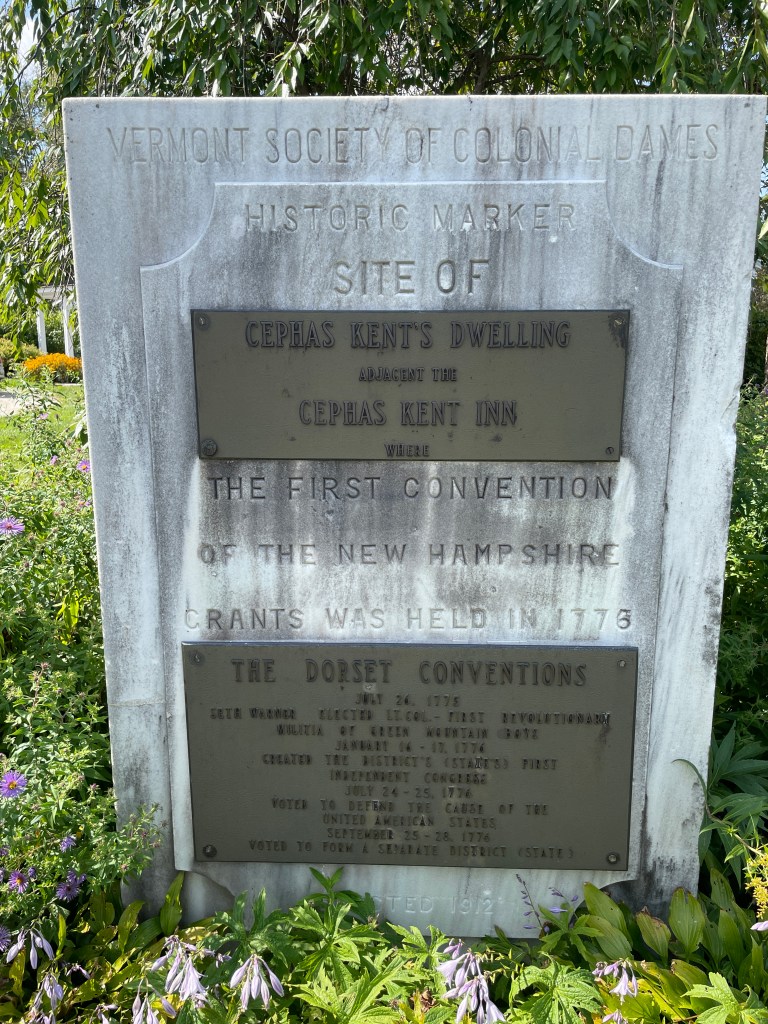 VERMONT SOCIETY OF COLONIAL DAMES
HISTORIC MARKER
SITE OF
CEPHAS KENT'S DWELLING
ADJACENT THE
CEPHAS KENT INN
WHERE
THE FIRST CONVENTION
OF THE NEW HAMPSHIRE
GRANTS WAS HELD IN 1776
THE DORSET CONVENTIONS
JULY 26, 1775
SETH WARNER ELECTED LT. COL. - FIRST REVOLUTIONARY
MILITIA OF GREEN MOUNTAIN BOYS
JANUARY 16 - 17, 1776
CREATED THE DISTRICT'S (STATE'S) FIRST
INDEPENDENT CONGRESS
JULY 24 - 25, 1776
VOTED TO DEFEND THE CAUSE OF THE
UNITED AMERICAN STATES
SEPTEMBER 25 - 28, 1776
VOTED TO FORM A SEPARATE DISTRICT (STATE)
1912